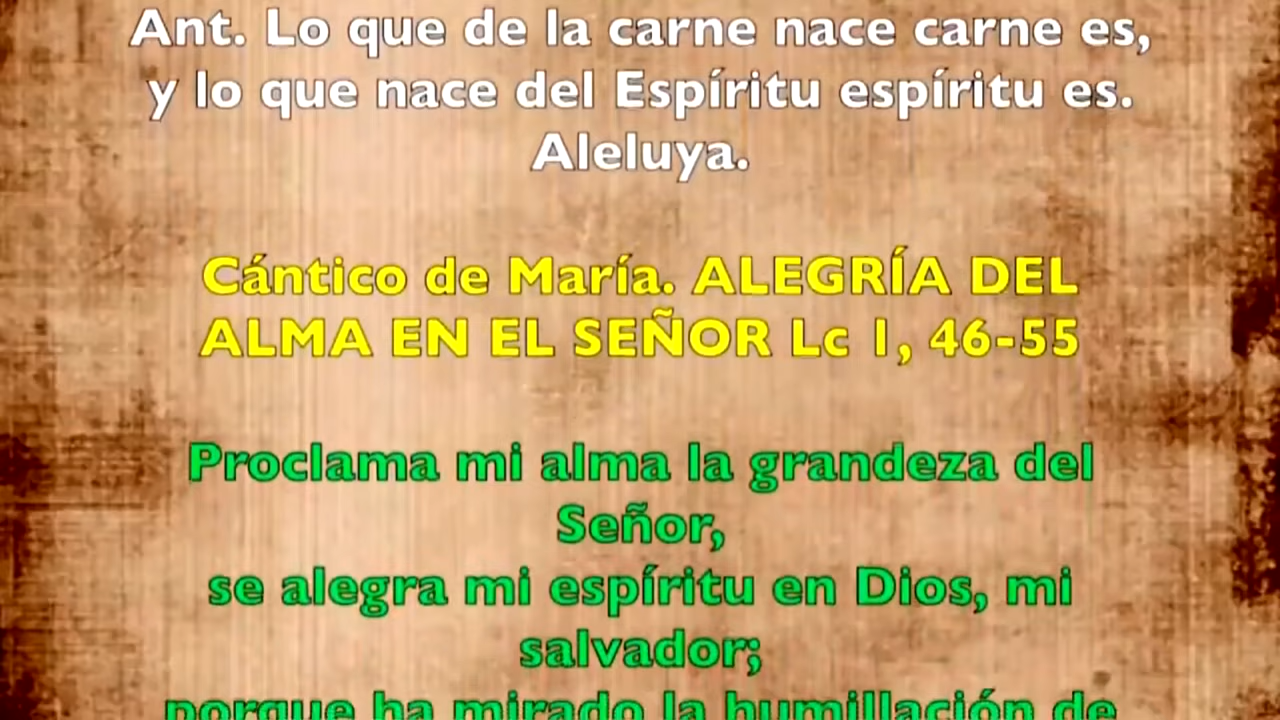 Ant. Lo que de la carne nace carne es,
y lo que nace del Espíritu espíritu es.
Aleluya.
Cántico de María. ALEGRÍA DEL
ALMA EN EL SEÑOR Lc 1, 46-55
Proclama mi alma la grandeza del
Señor,
se alegra mi espíritu en Dios, mi
salvador;
porque ha mirado la humillación de